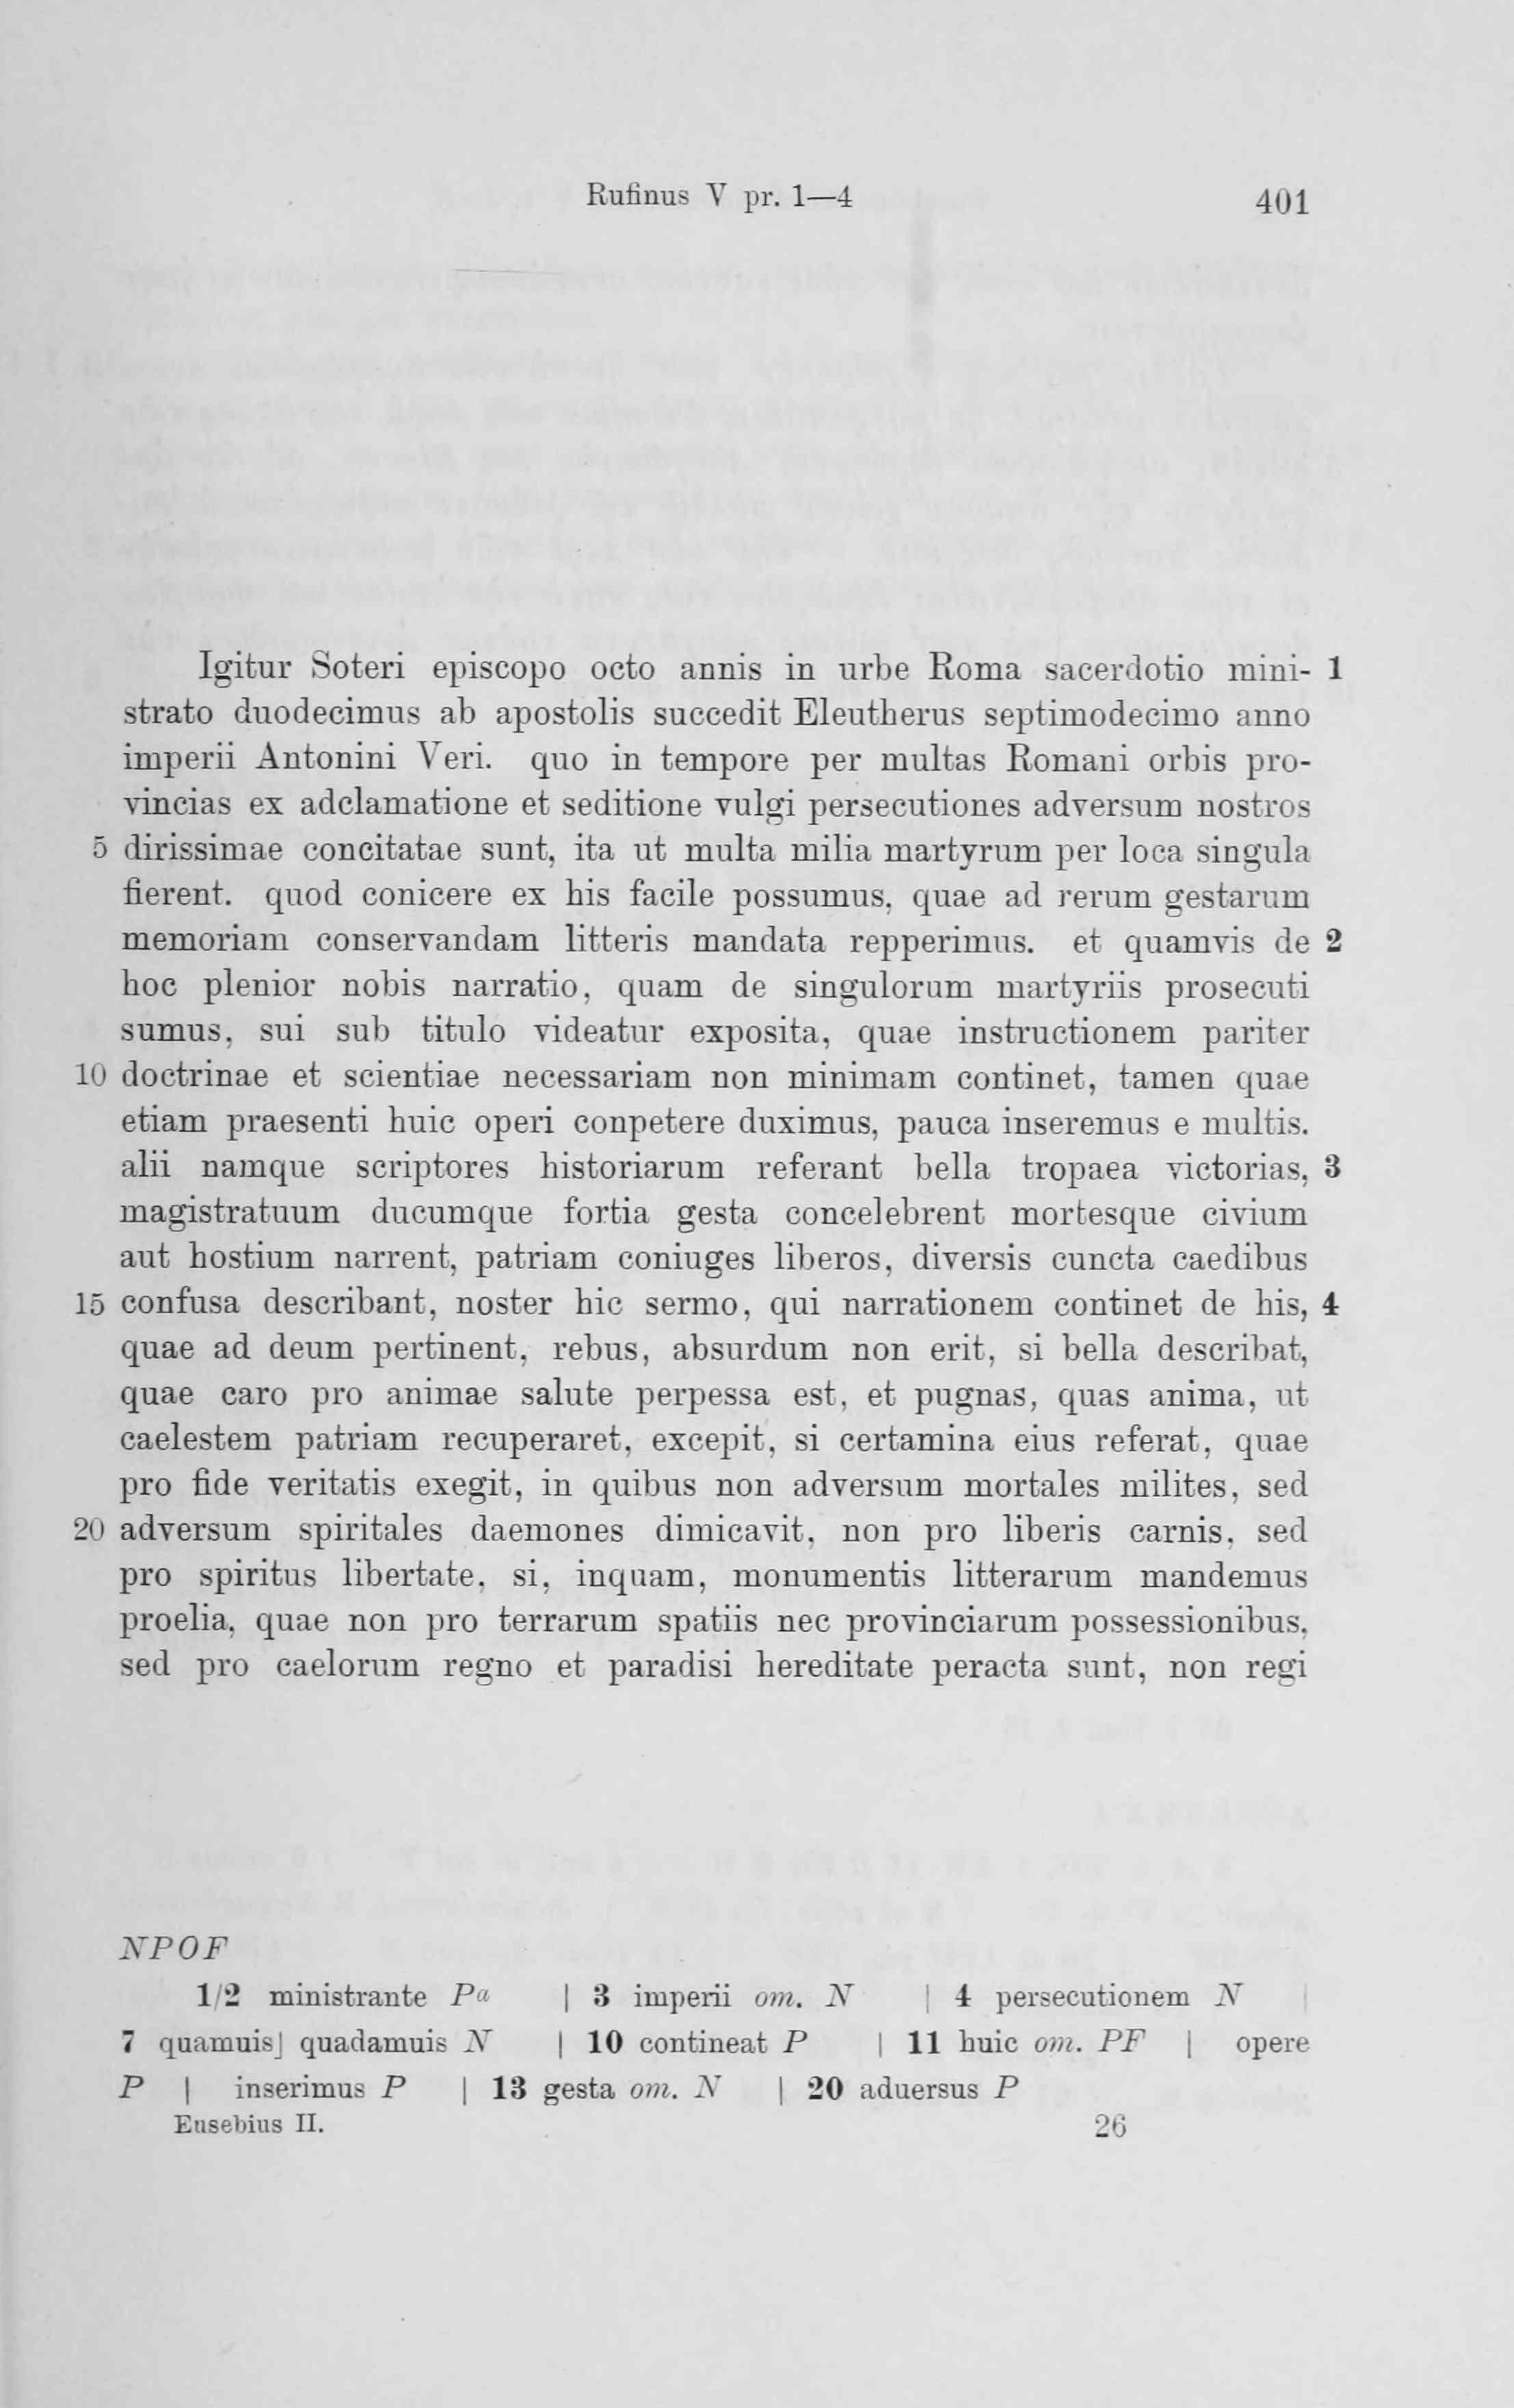 Rufinus V pr. 1—4 401
Igitur Soteri episcopo octo annis in urbe Roma sacerdotio mini- 1
strato duodecimus ab apostolis succedit Eleutherus septimodecimo anno
imperii Antonini Veri. quo in tempore per multas Romani orbis pro-
vincias ex adclamatione et seditione vulgi persecutiones adversum nostros
5 dirissimae concitatae sunt, ita ut multa milia martyrum per loca singula
fierent. quod conicere ex his facile possumus, quae ad rerum gestarum
memoriam conservandam litteris mandata repperimus. et quamvis de 2
hoc plenior nobis narratio, quam de singulorum martyriis prosecuti
sumus, sui sub titulo videatur exposita, quae instructionem pariter
10 doctrinae et scientiae necessariam non minimam continet, tamen quae
etiam praesenti huic operi conpetere duximus, pauca inseremus e multis.
alii namque scriptores historiarum referant bella tropaea victorias, 3
magistratuum ducumque fortia gesta concelebrent mortesque civium
aut hostium narrent, patriam coniuges liberos, diversis cuncta caedibus
15 confusa describant, noster hic sermo, qui narrationem continet de his, 4
quae ad deum pertinent, rebus, absurdum non erit, si bella describat,
quae caro pro animae salute perpessa est, et pugnas, quas anima, ut
caelestem patriam recuperaret, excepit, si certamina eius referat, quae
pro fide veritatis exegit, in quibus non adversum mortales milites, sed
20 adversum spiritales daemones dimicavit, non pro liberis carnis, sed
pro spiritus libertate, si, inquam, monumentis litterarum mandemus
proelia, quae non pro terrarum spatiis nec provinciarum possessionibus,
sed pro caelorum regno et paradisi hereditate peracta sunt, non regi
NPOF
1/2 ministrante Pa | 3 imperii om. N | 4 persecutionem N |
7 quamuis] quadamuis N | 10 contineat P | 11 huic om. PF | opere
P | inserimus P | 13 gesta om. N | 20 aduersus P
Eusebius II. 26